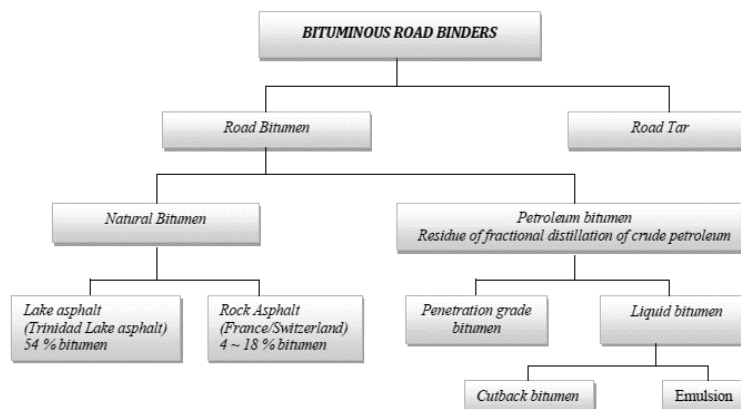 BITUMINOUS ROAD BINDERS
Road Bitumen
Road Tar
Natural Bitumen
Petroleum bitumen
Residue of fractional distillation of crude petroleum
Lake asphalt
(Trinidad Lake asphalt)
54 % bitumen
Rock Asphalt
(France/Switzerland)
4 ~ 18 % bitumen
Penetration grade
bitumen
Liquid bitumen
Cutback bitumen
Emulsion